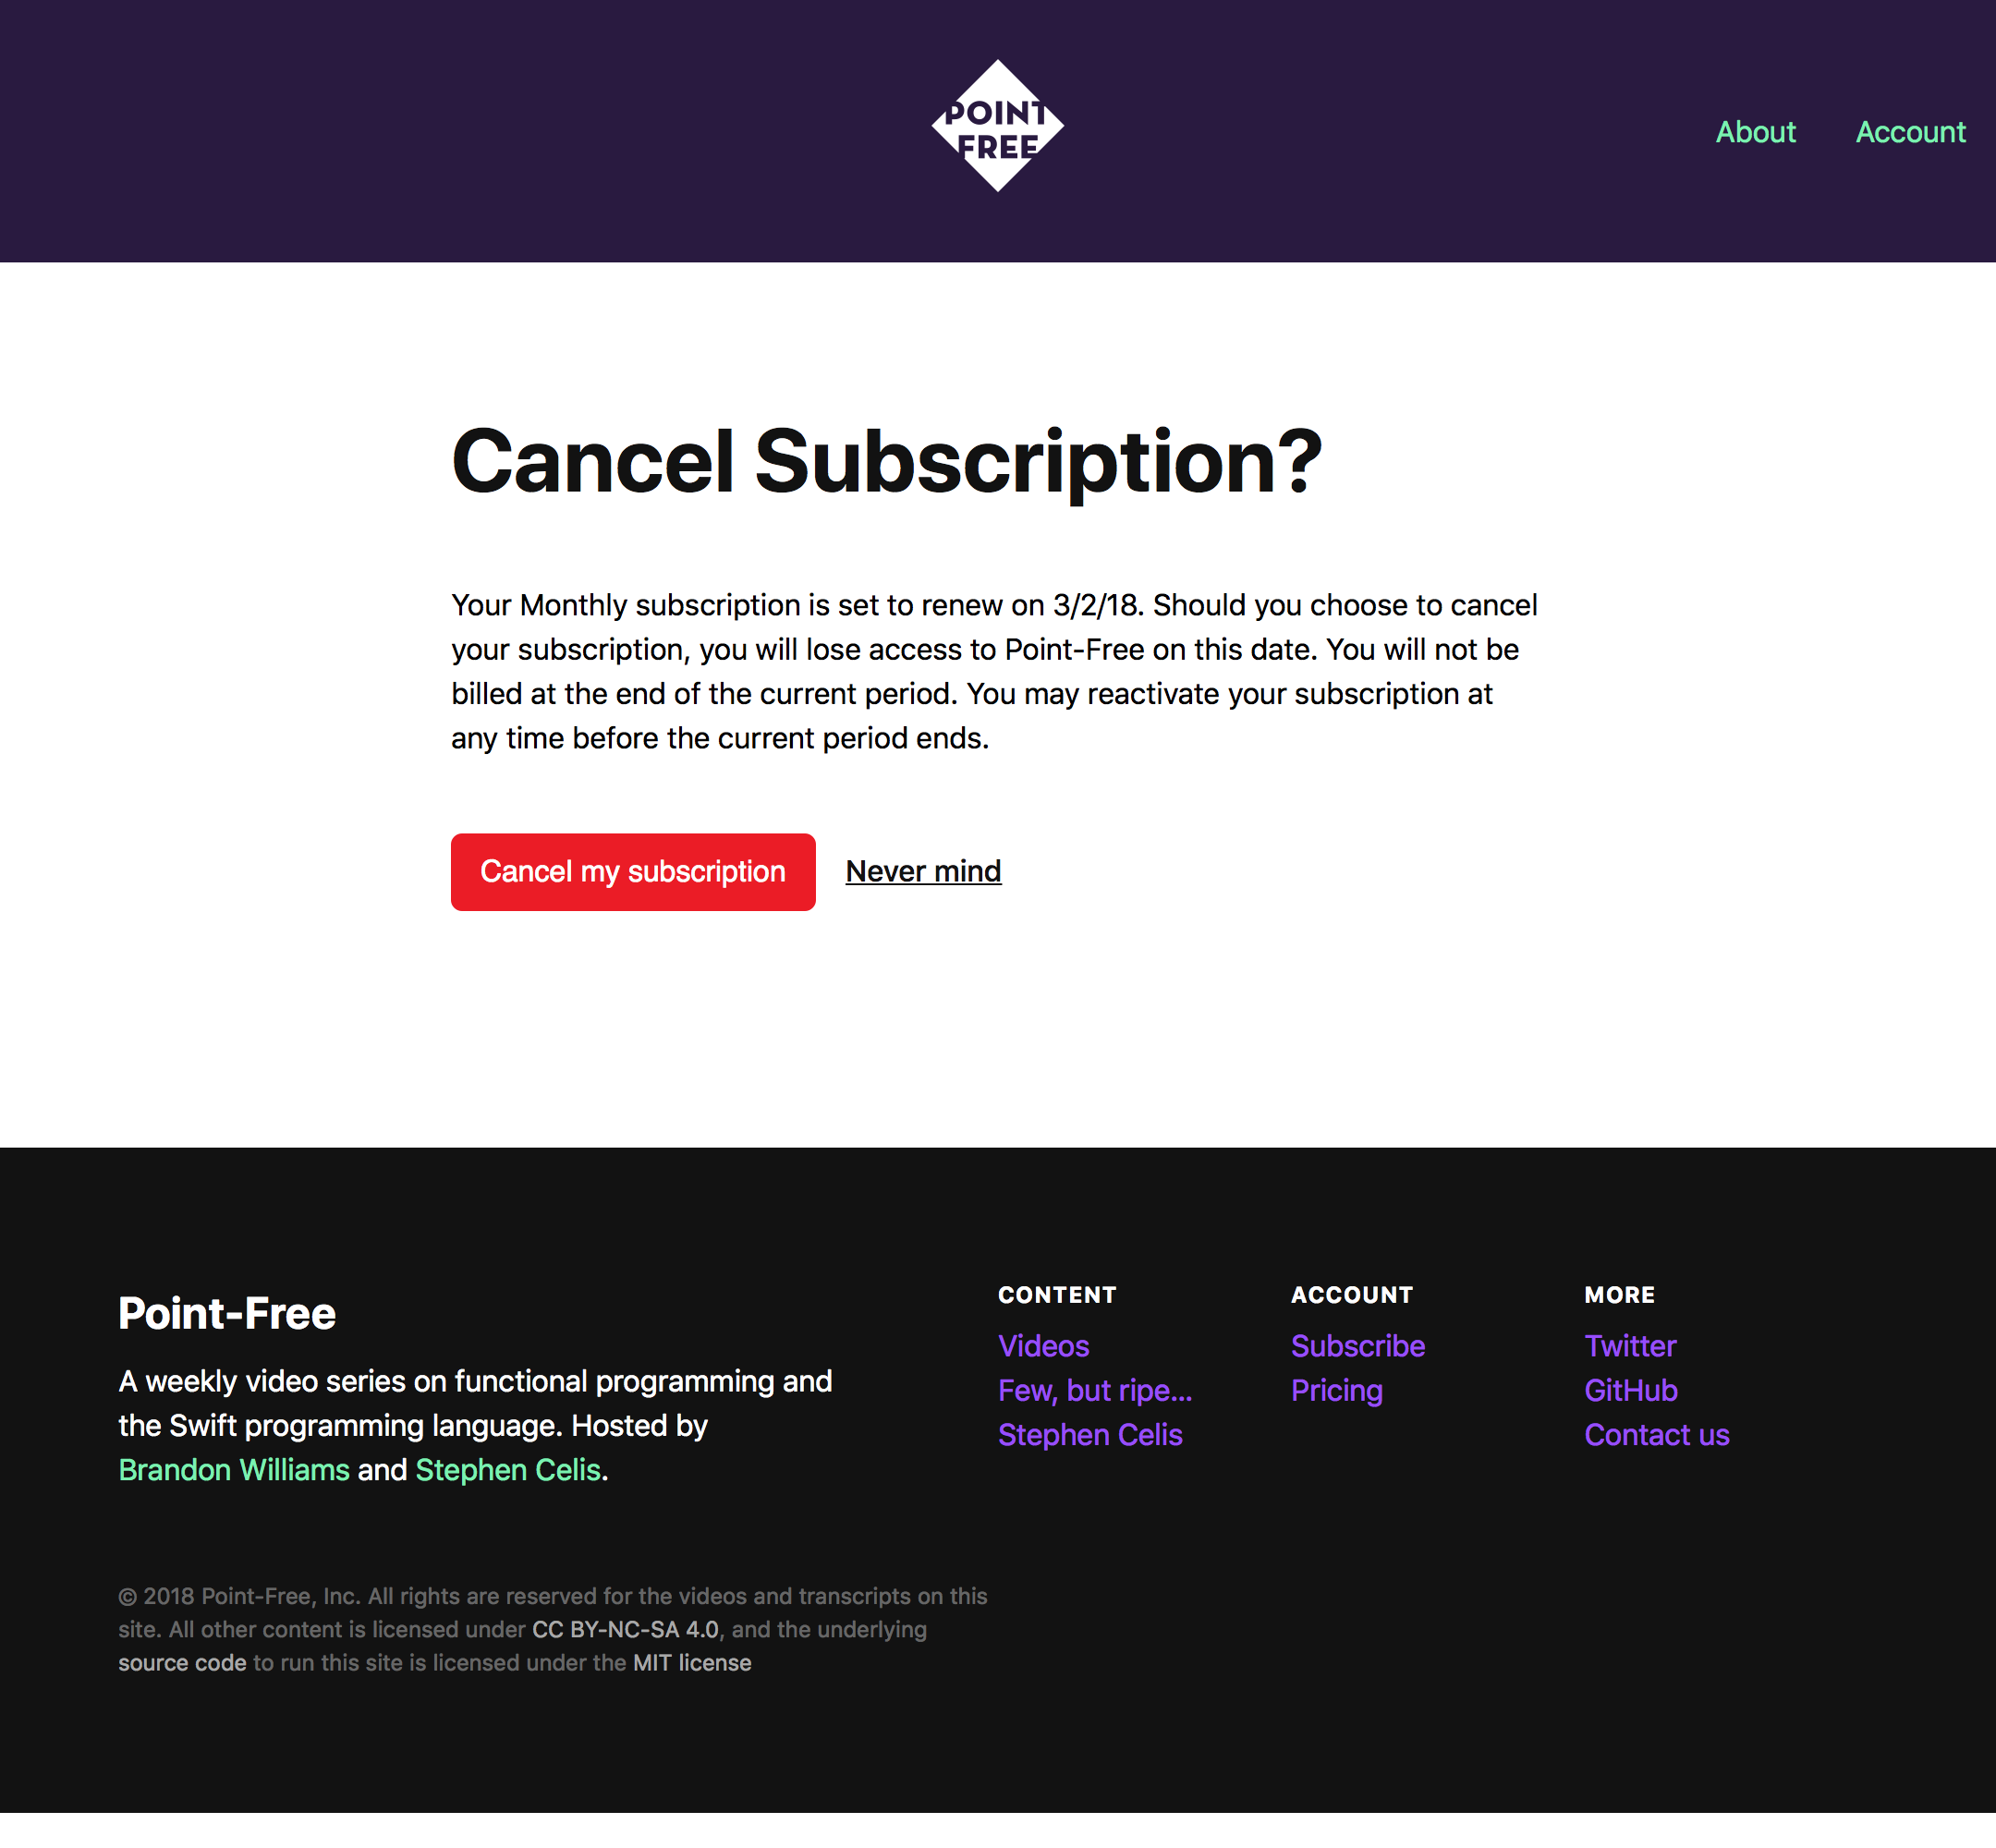 POINT
FREE
About
Account
Cancel Subscription?
Your Monthly subscription is set to renew on 3/2/18. Should you choose to cancel
your subscription, you will lose access to Point-Free on this date. You will not be
billed at the end of the current period. You may reactivate your subscription at
any time before the current period ends.
Cancel my subscription
Never mind
Point-Free
A weekly video series on functional programming and
the Swift programming language. Hosted by
Brandon Williams and Stephen Celis.
CONTENT
Videos
Few, but ripe...
Stephen Celis
ACCOUNT
Subscribe
Pricing
MORE
Twitter
GitHub
Contact us
© 2018 Point-Free, Inc. All rights are reserved for the videos and transcripts on this
site. All other content is licensed under CC BY-NC-SA 4.0, and the underlying
source code to run this site is licensed under the MIT license